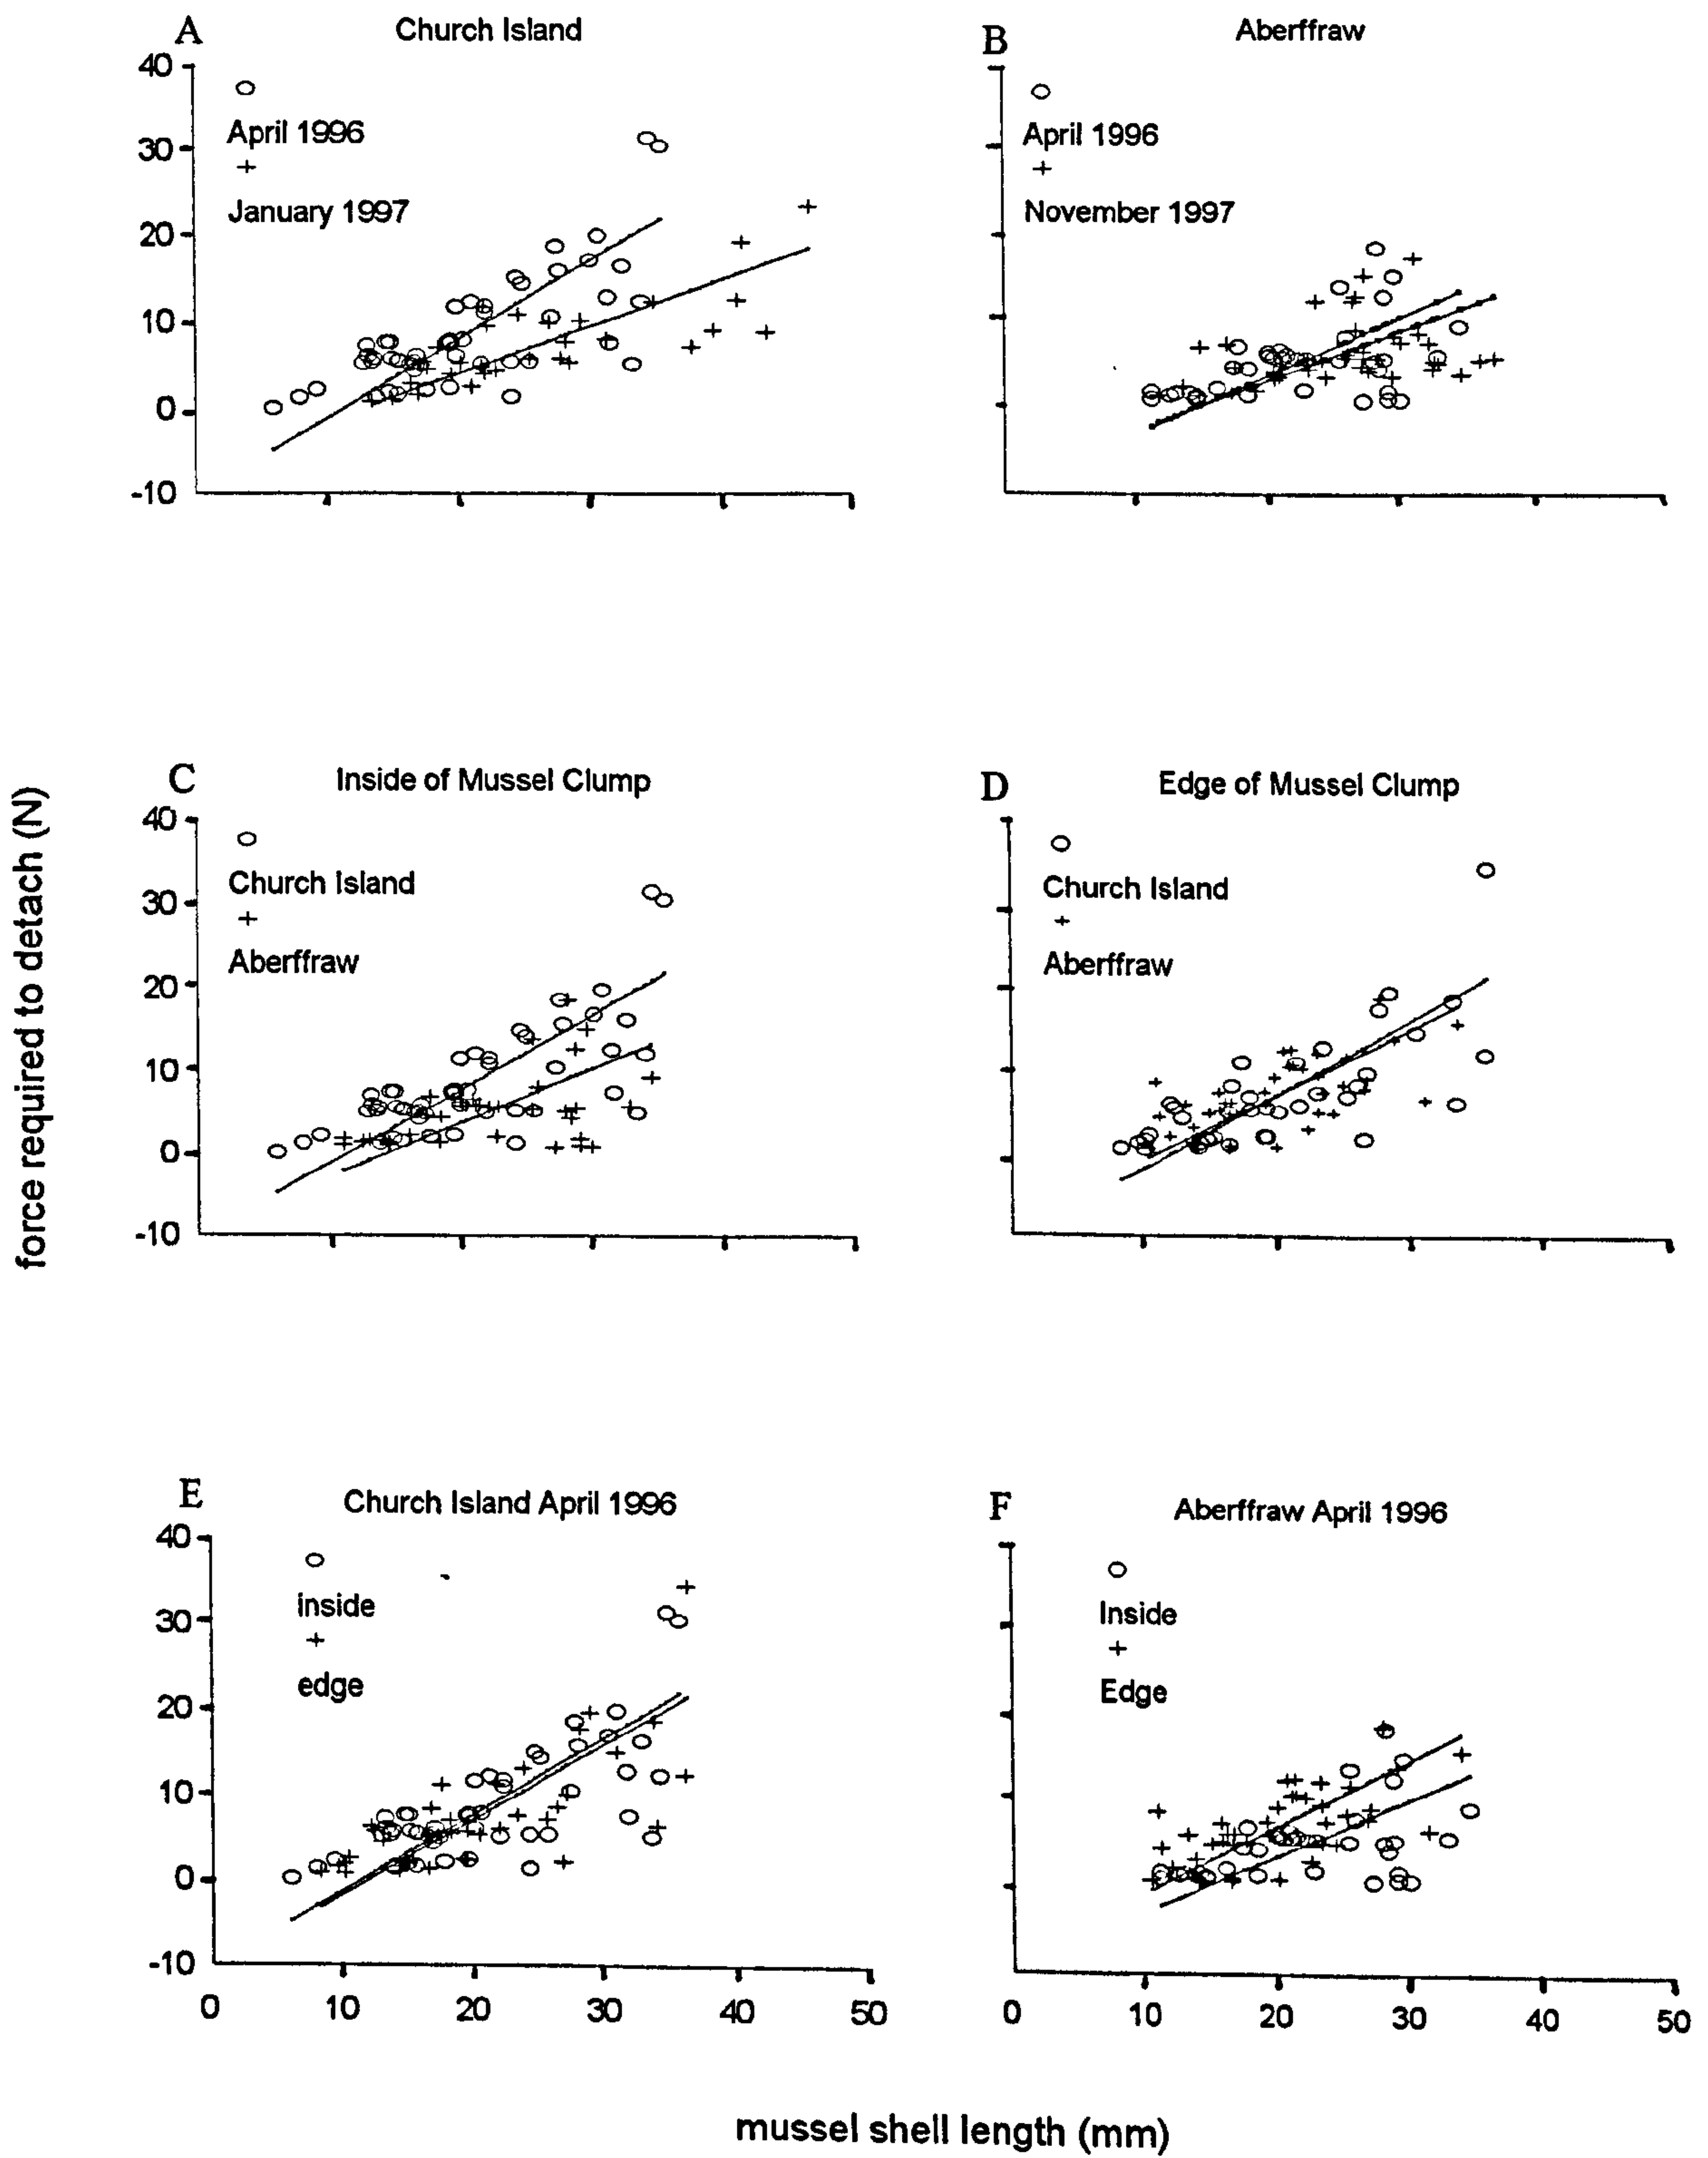 A Church Island
40
April 1996
30
January 1997
20
10
0
-10
B Aberffraw
April 1996
November 1997
force required to detach (N)
C Inside of Mussel Clump
40
Church Island
30
Aberffraw
20
10
0
-10
D Edge of Mussel Clump
Church Island
Aberffraw
E Church Island April 1996
40
inside
30
edge
20
10
0
-10
0 10 20 30 40 50
F Aberffraw April 1996
Inside
Edge
0 10 20 30 40 50
mussel shell length (mm)